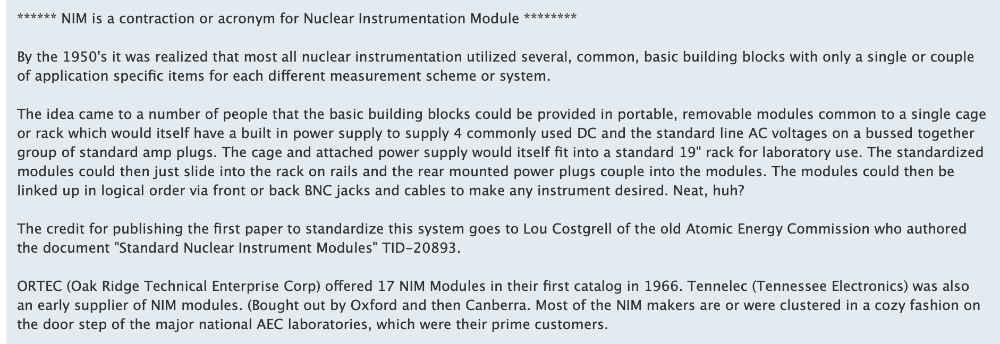 ****** NIM is a contraction or acronym for Nuclear Instrumentation Module ********
By the 1950's it was realized that most all nuclear instrumentation utilized several, common, basic building blocks with only a single or couple
of application specific items for each different measurement scheme or system.
The idea came to a number of people that the basic building blocks could be provided in portable, removable modules common to a single cage
or rack which would itself have a built in power supply to supply 4 commonly used DC and the standard line AC voltages on a bussed together
group of standard amp plugs. The cage and attached power supply would itself fit into a standard 19" rack for laboratory use. The standardized
modules could then just slide into the rack on rails and the rear mounted power plugs couple into the modules. The modules could then be
linked up in logical order via front or back BNC jacks and cables to make any instrument desired. Neat, huh?
The credit for publishing the first paper to standardize this system goes to Lou Costgrell of the old Atomic Energy Commission who authored
the document "Standard Nuclear Instrument Modules" TID-20893.
ORTEC (Oak Ridge Technical Enterprise Corp) offered 17 NIM Modules in their first catalog in 1966. Tennelec (Tennessee Electronics) was also
an early supplier of NIM modules. (Bought out by Oxford and then Canberra. Most of the NIM makers are or were clustered in a cozy fashion on
the door step of the major national AEC laboratories, which were their prime customers.